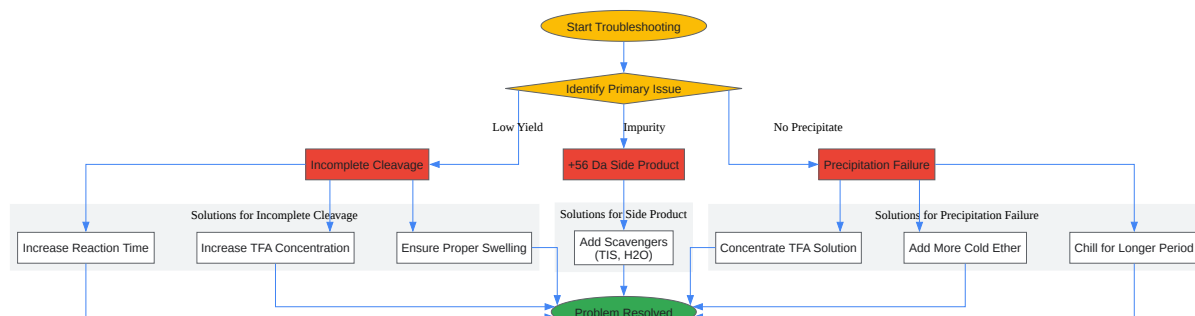 Start Troubleshooting
Identify Primary Issue
Low Yield
Impurity
No Precipitate
Incomplete Cleavage
+56 Da Side Product
Precipitation Failure
Solutions for Incomplete Cleavage
Solutions for Side Product
Solutions for Precipitation Failure
Increase Reaction Time
Increase TFA Concentration
Ensure Proper Swelling
Add Scavengers
(TIS, H2O)
Concentrate TFA Solution
Add More Cold Ether
Chill for Longer Period
Problem Resolved